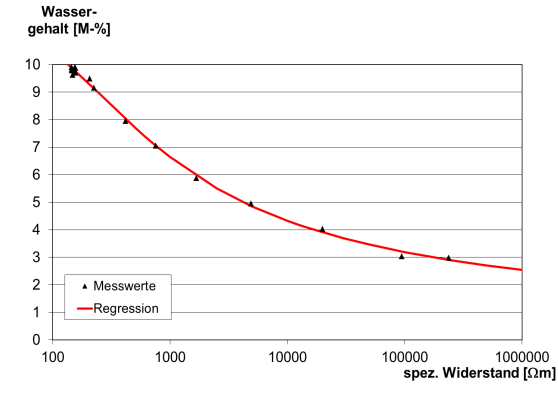 Wasser-
gehalt [M-%]
10
9
8
7
6
5
4
3
2
1
0
Messwerte
Regression
100 1000 10000 100000 1000000
spez. Widerstand [Ωm]